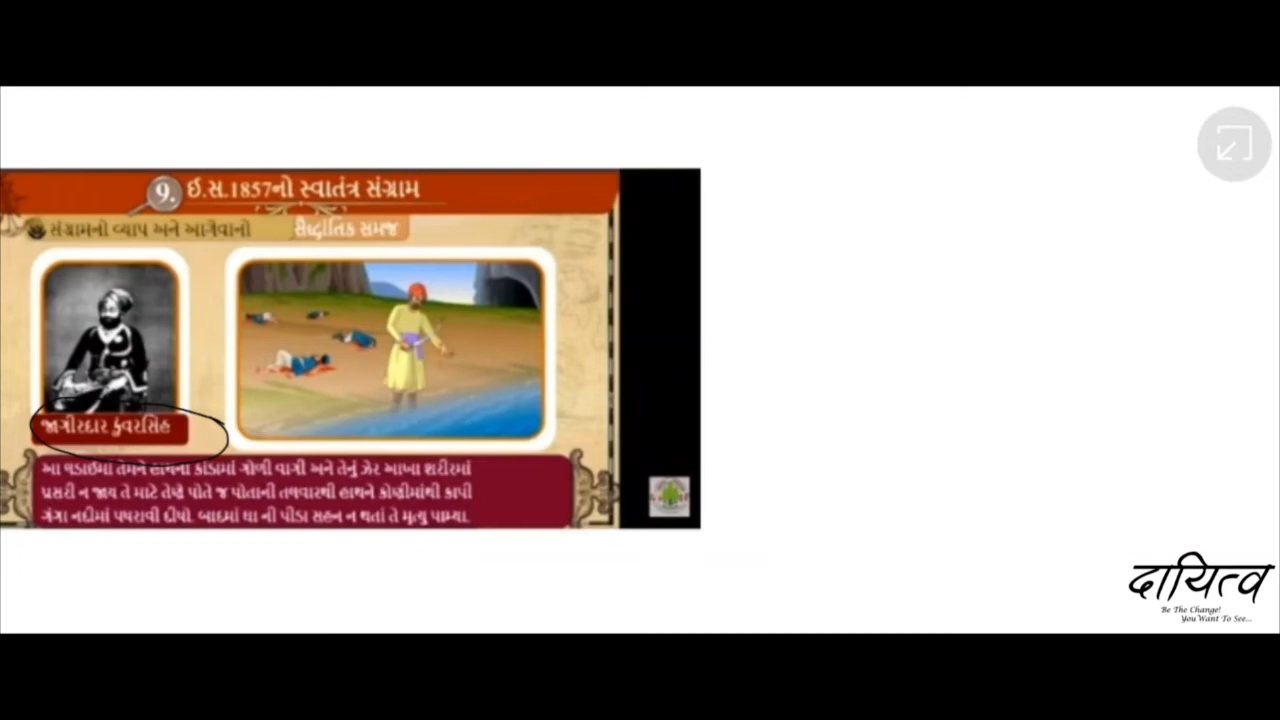 9. ઈ.સ.1857નો સ્વાતંત્ર સંગ્રામ
સંગ્રામનો વ્યાપ અને આગેવાનો
સૈદ્ધાંતિક સમજ
જાગીરદાર કુંવરસિંહ
આ લડાઈમાં તેમને હાથના કાંડામાં ગોળી વાગી અને તેનું ઝેર આખા શરીરમાં
પ્રસરી ન જાય તે માટે તેણે પોતે જ પોતાની તલવારથી હાથને કોણીમાંથી કાપી
ગંગા નદીમાં પધરાવી દીધો. બાદમાં ઘા ની પીડા સહન ન થતાં તે મૃત્યુ પામ્યા.
दायित्व
Be The Change!
You Want To See...